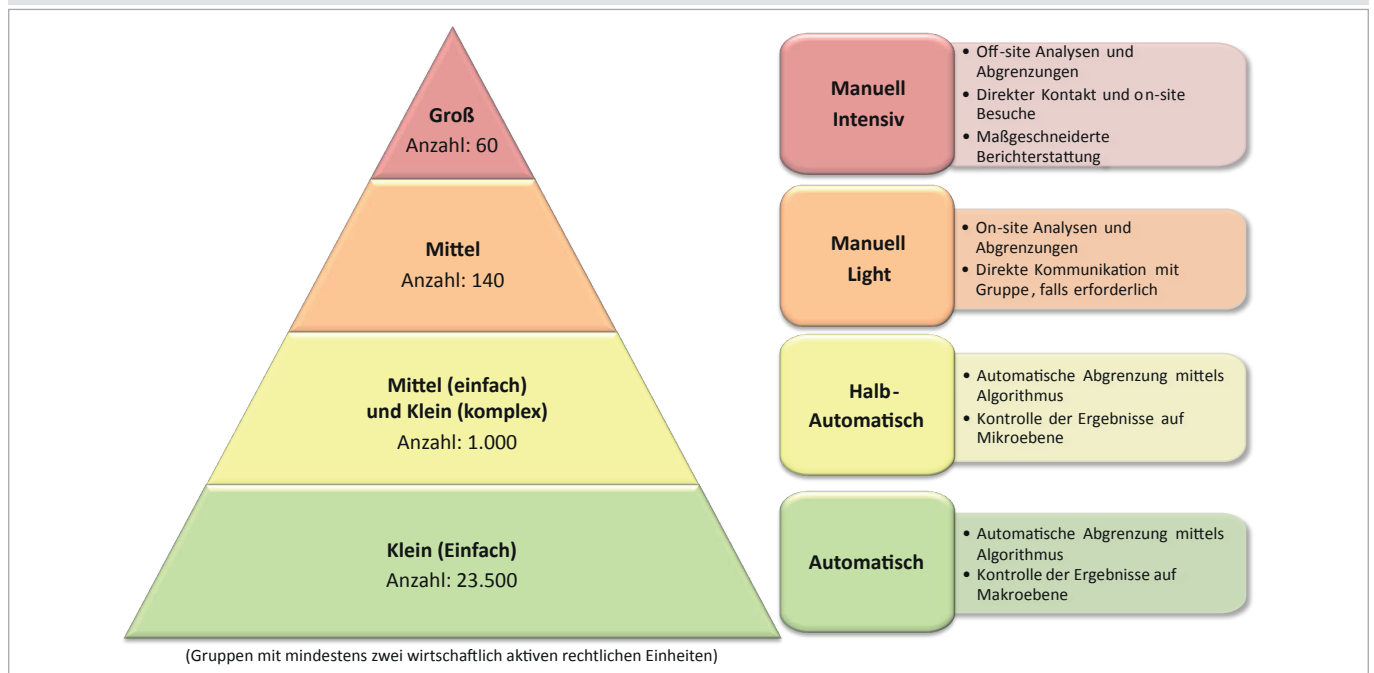 Groß
Anzahl: 60
Manuell
Intensiv
• Off-site Analysen und
Abgrenzungen
• Direkter Kontakt und on-site
Besuche
• Maßgeschneiderte
Berichterstattung
Mittel
Anzahl: 140
Manuell
Light
• On-site Analysen und
Abgrenzungen
• Direkte Kommunikation mit
Gruppe, falls erforderlich
Mittel (einfach)
und Klein (komplex)
Anzahl: 1.000
Halb-
Automatisch
• Automatische Abgrenzung mittels
Algorithmus
• Kontrolle der Ergebnisse auf
Mikroebene
Klein (Einfach)
Anzahl: 23.500
Automatisch
• Automatische Abgrenzung mittels
Algorithmus
• Kontrolle der Ergebnisse auf
Makroebene
(Gruppen mit mindestens zwei wirtschaftlich aktiven rechtlichen Einheiten)